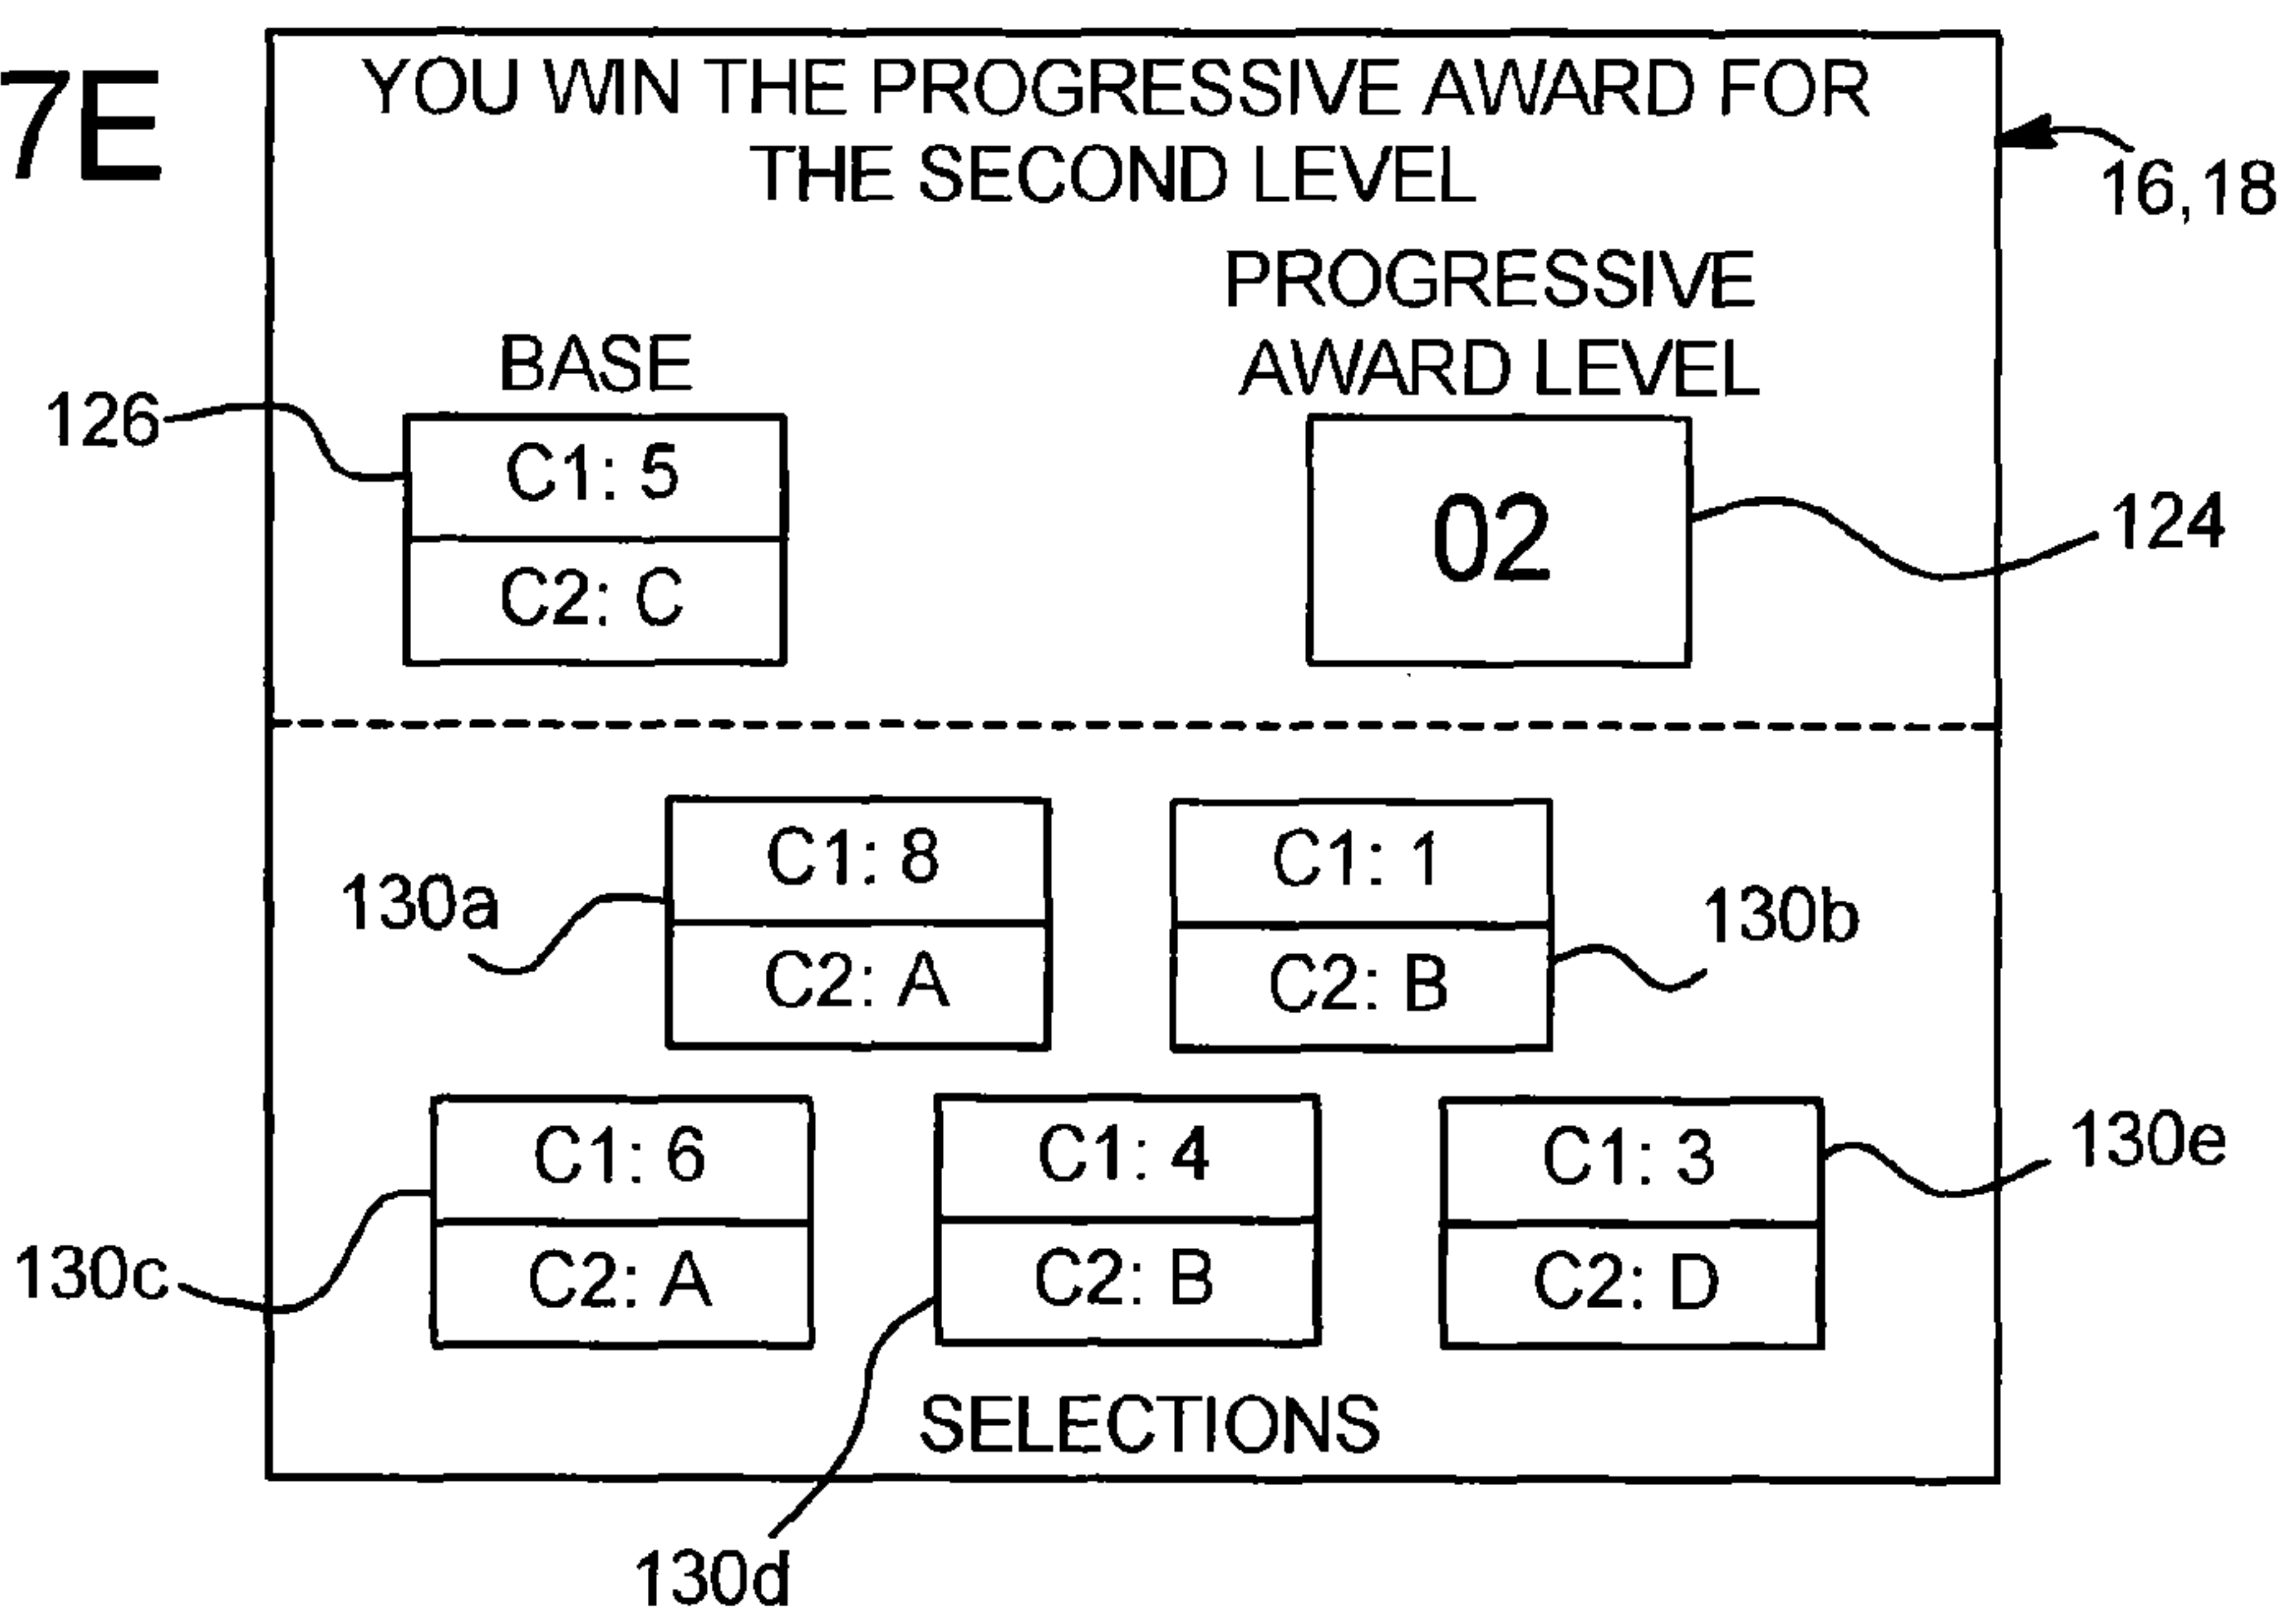 7E
YOU WIN THE PROGRESSIVE AWARD FOR
THE SECOND LEVEL
16,18
PROGRESSIVE
AWARD LEVEL
BASE
126
C1: 5
C2: C
02
124
130a
C1: 8
C2: A
C1: 1
C2: B
130b
130c
C1: 6
C2: A
C1: 4
C2: B
C1: 3
C2: D
130e
SELECTIONS
130d